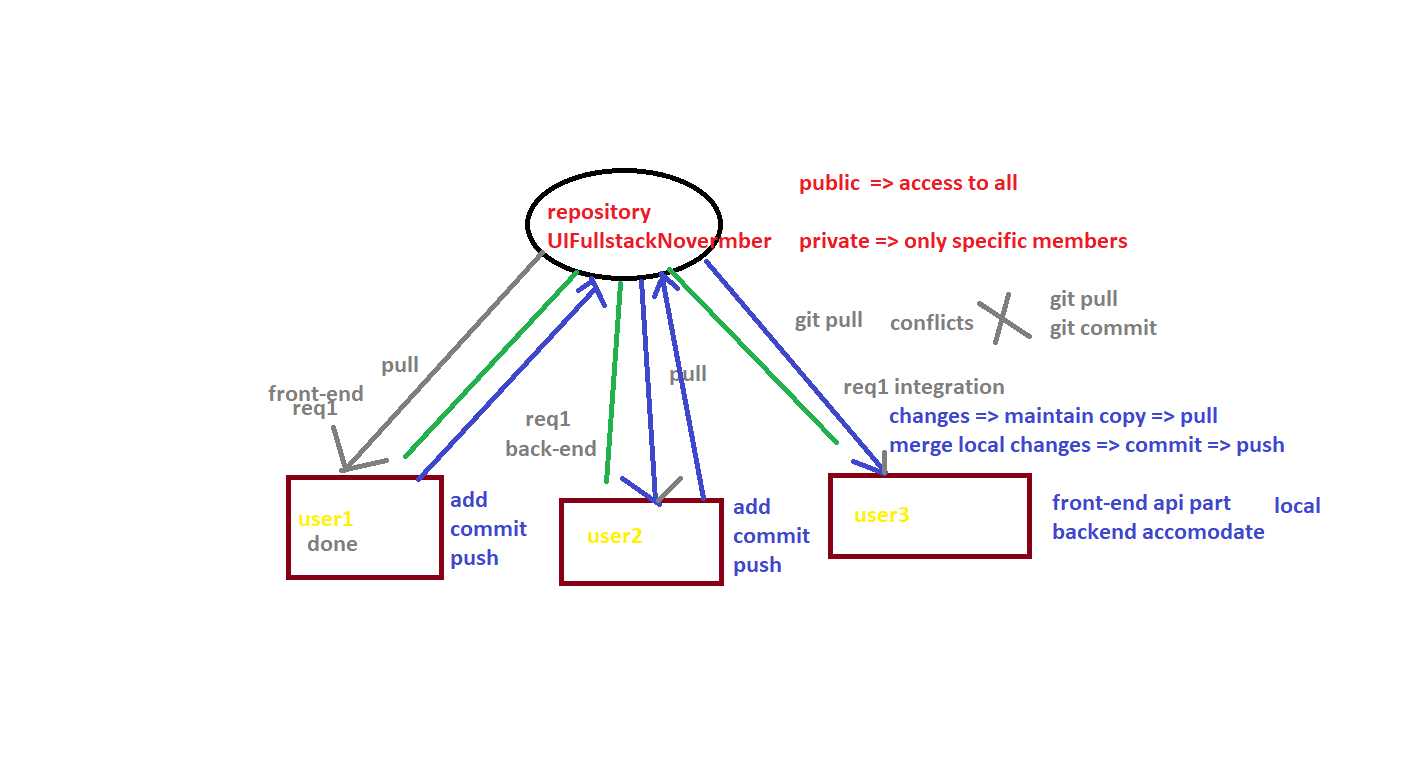 public => access to all
repository
UIFullstackNovermber
private => only specific members
git pull
conflicts
git pull
git commit
pull
front-end
req1
pull
req1
back-end
req1 integration
changes => maintain copy => pull
merge local changes => commit => push
user1
done
add
commit
push
user2
add
commit
push
user3
front-end api part
backend accomodate
local